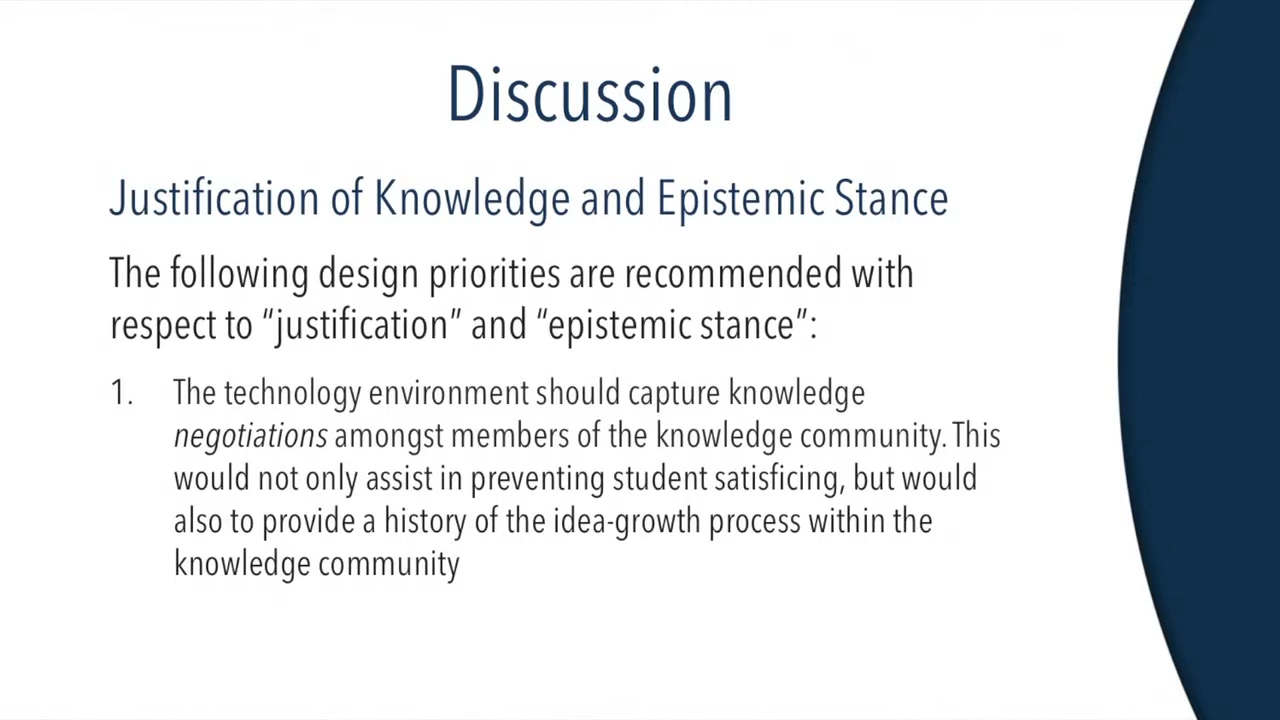 Discussion
Justification of Knowledge and Epistemic Stance
The following design priorities are recommended with
respect to “justification” and “epistemic stance”:
1. The technology environment should capture knowledge
negotiations amongst members of the knowledge community. This
would not only assist in preventing student satisficing, but would
also to provide a history of the idea-growth process within the
knowledge community